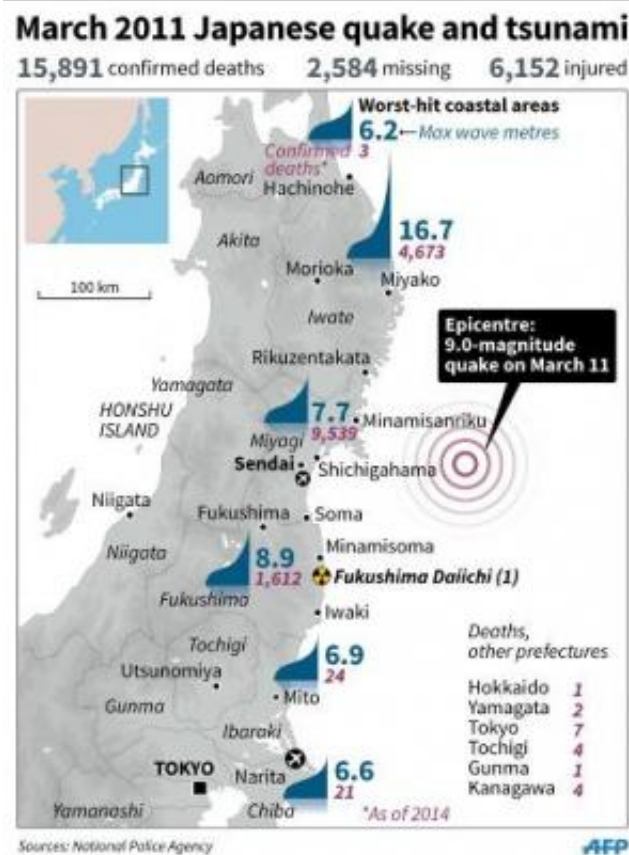 March 2011 Japanese quake and tsunami
15,891 confirmed deaths 2,584 missing 6,152 injured
Worst-hit coastal areas
6.2 ←Max wave metres
Confirmed 3
deaths*
Aomori
Hachinohe
Akita
16.7
4,673
100 km
Morioka
Miyako
Iwate
Epicentre:
9.0-magnitude
quake on March 11
Rikuzentakata
Yamagata
HONSHU
ISLAND
7.7
9,539
Minamisanriku
Miyagi
Sendai
Shichigahama
Niigata
Fukushima
Soma
Niigata
Minamisoma
8.9
1,612
Fukushima Daiichi (1)
Fukushima
Iwaki
Deaths,
other prefectures
Tochigi
6.9
24
Utsunomiya
Hokkaido 1
Mito
Yamagata 2
Gunma
Tokyo 7
Ibaraki
Tochigi 4
Gunma 1
TOKYO
Narita
6.6
21
Kanagawa 4
*As of 2014
Yamanashi
Chiba
Sources: National Police Agency
AFP